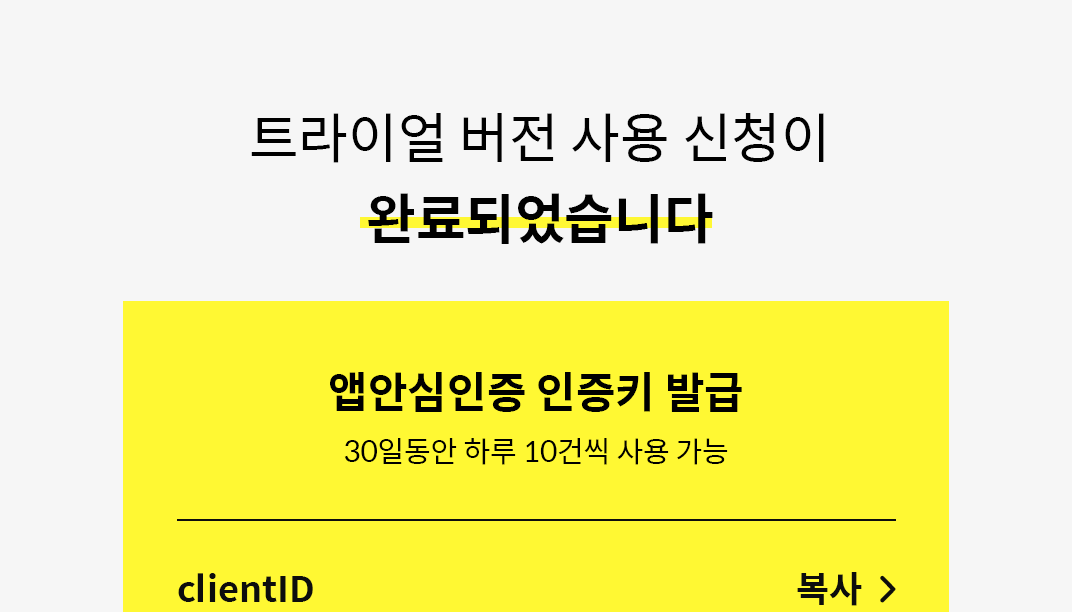 트라이얼 버전 사용 신청이
완료되었습니다
앱안심인증 인증키 발급
30일동안 하루 10건씩 사용 가능
clientID 복사 >